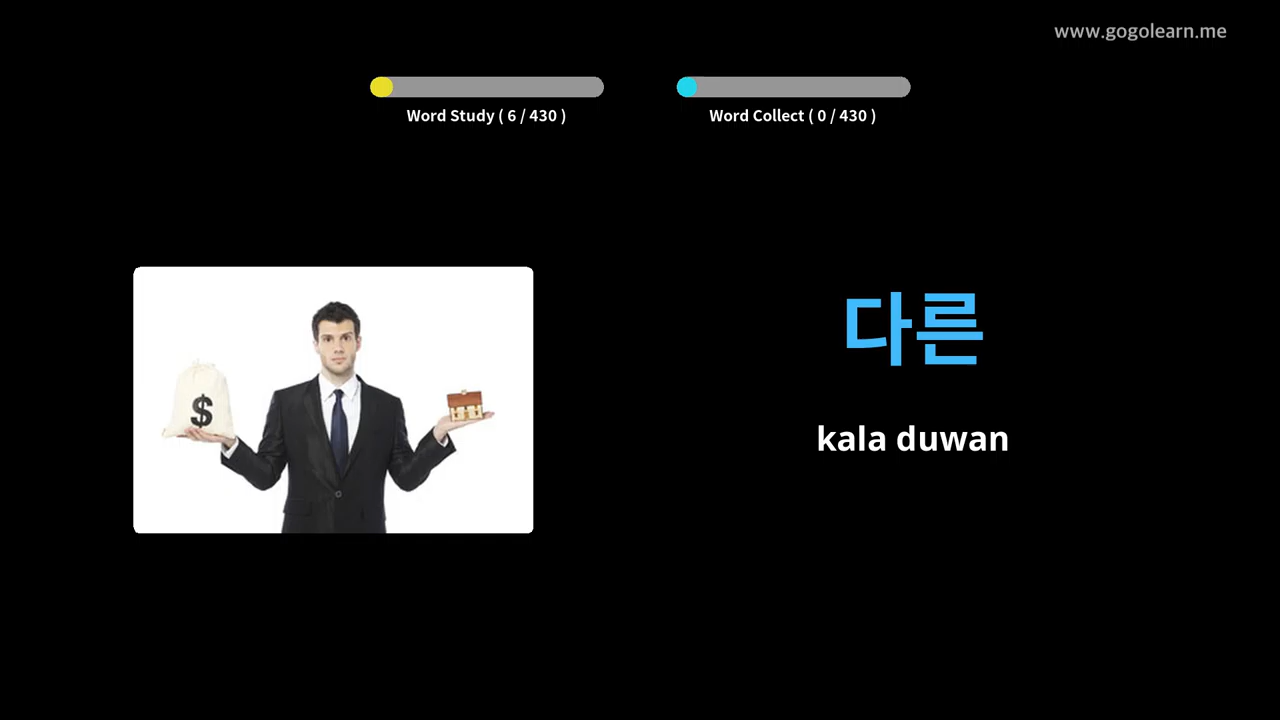 www.gogolearn.me
Word Study ( 6 / 430 )
Word Collect ( 0 / 430 )
다른
$
kala duwan